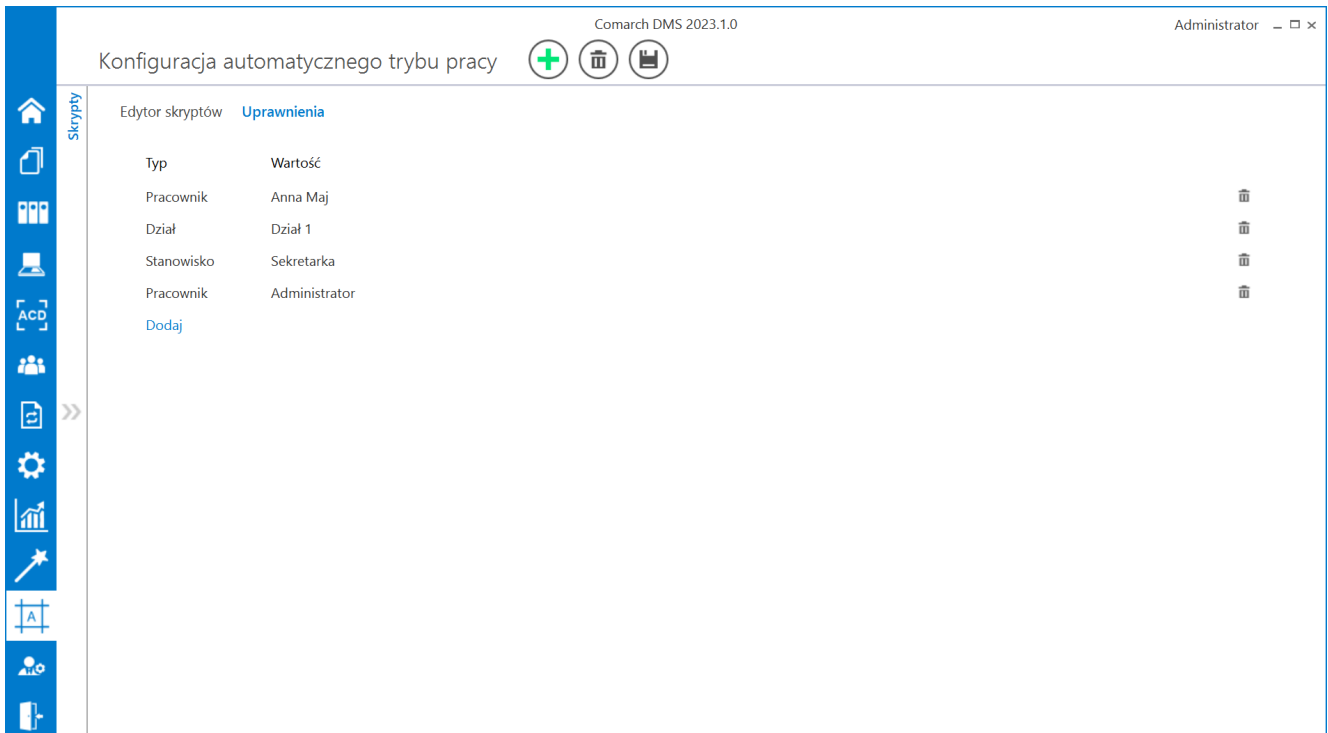 Comarch DMS 2023.1.0
Administrator
Konfiguracja automatycznego trybu pracy
Skrypty
Edytor skryptów Uprawnienia
Typ Wartość
Pracownik Anna Maj
Dział Dział 1
Stanowisko Sekretarka
Pracownik Administrator
Dodaj
ACD
A